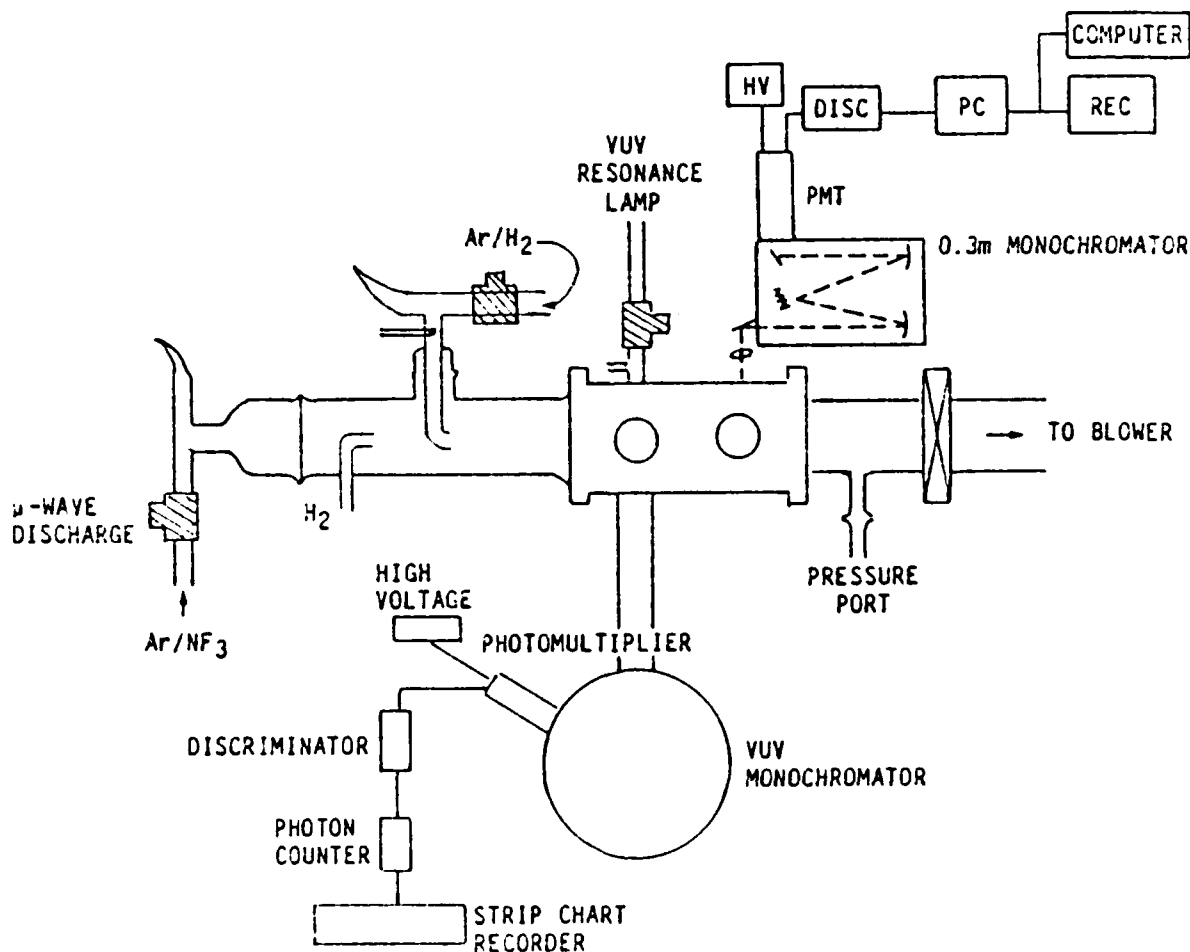 COMPUTER
HV
DISC
PC
REC
VUV
RESONANCE
LAMP
PMT
Ar/H2
0.3m MONOCHROMATOR
TO BLOWER
H2
μ-WAVE
DISCHARGE
PRESSURE
PORT
HIGH
VOLTAGE
Ar/NF3
PHOTOMULTIPLIER
DISCRIMINATOR
VUV
MONOCHROMATOR
PHOTON
COUNTER
STRIP CHART
RECORDER